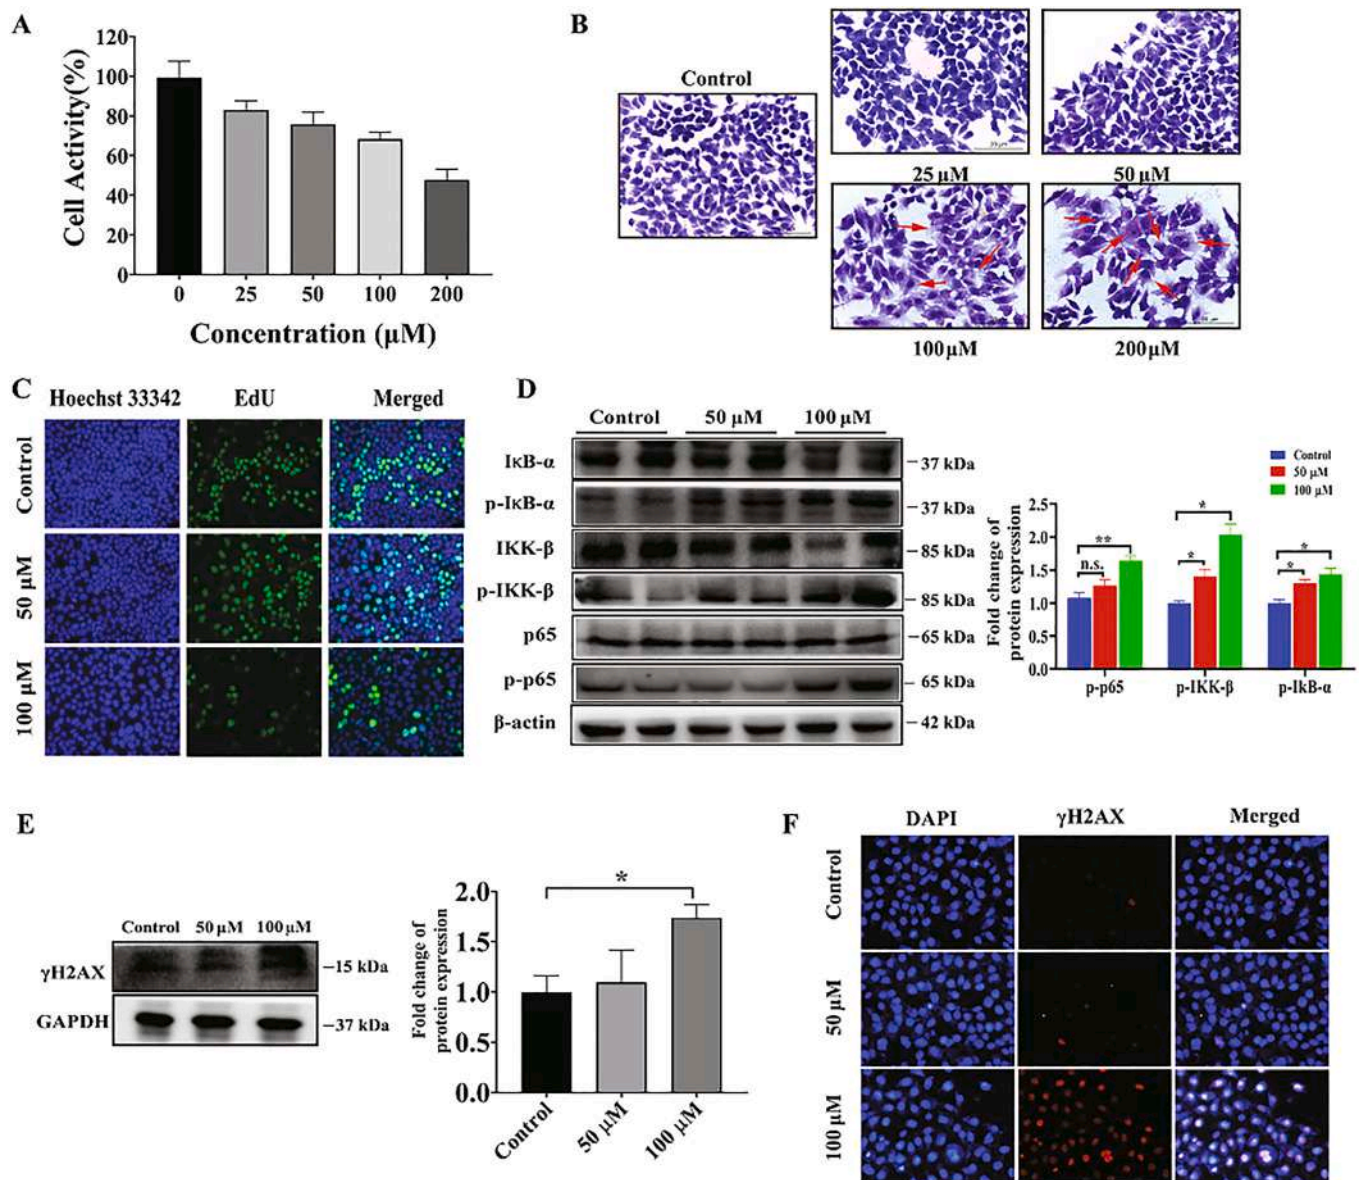 A
120
100
80
60
40
20
0
Cell Activity(%)
0 25 50 100 200
Concentration (μM)
B
Control
25 μM
50 μM
100 μM
200 μM
C
Hoechst 33342 EdU Merged
Control
50 μM
100 μM
D
Control 50 μM 100 μM
IκB-α 37 kDa
p-IκB-α 37 kDa
IKK-β 85 kDa
p-IKK-β 85 kDa
p65 65 kDa
p-p65 65 kDa
β-actin 42 kDa
Control
50 μM
100 μM
2.5
2.0
1.5
1.0
0.5
0.0
Fold change of
protein expression
n.s. ** * * * *
p-p65 p-IKK-β p-IkB-α
E
Control 50 μM 100 μM
γH2AX 15 kDa
GAPDH 37 kDa
2.0
1.5
1.0
0.5
0.0
Fold change of
protein expression
*
Control 50 μM 100 μM
F
DAPI γH2AX Merged
Control
50 μM
100 μM